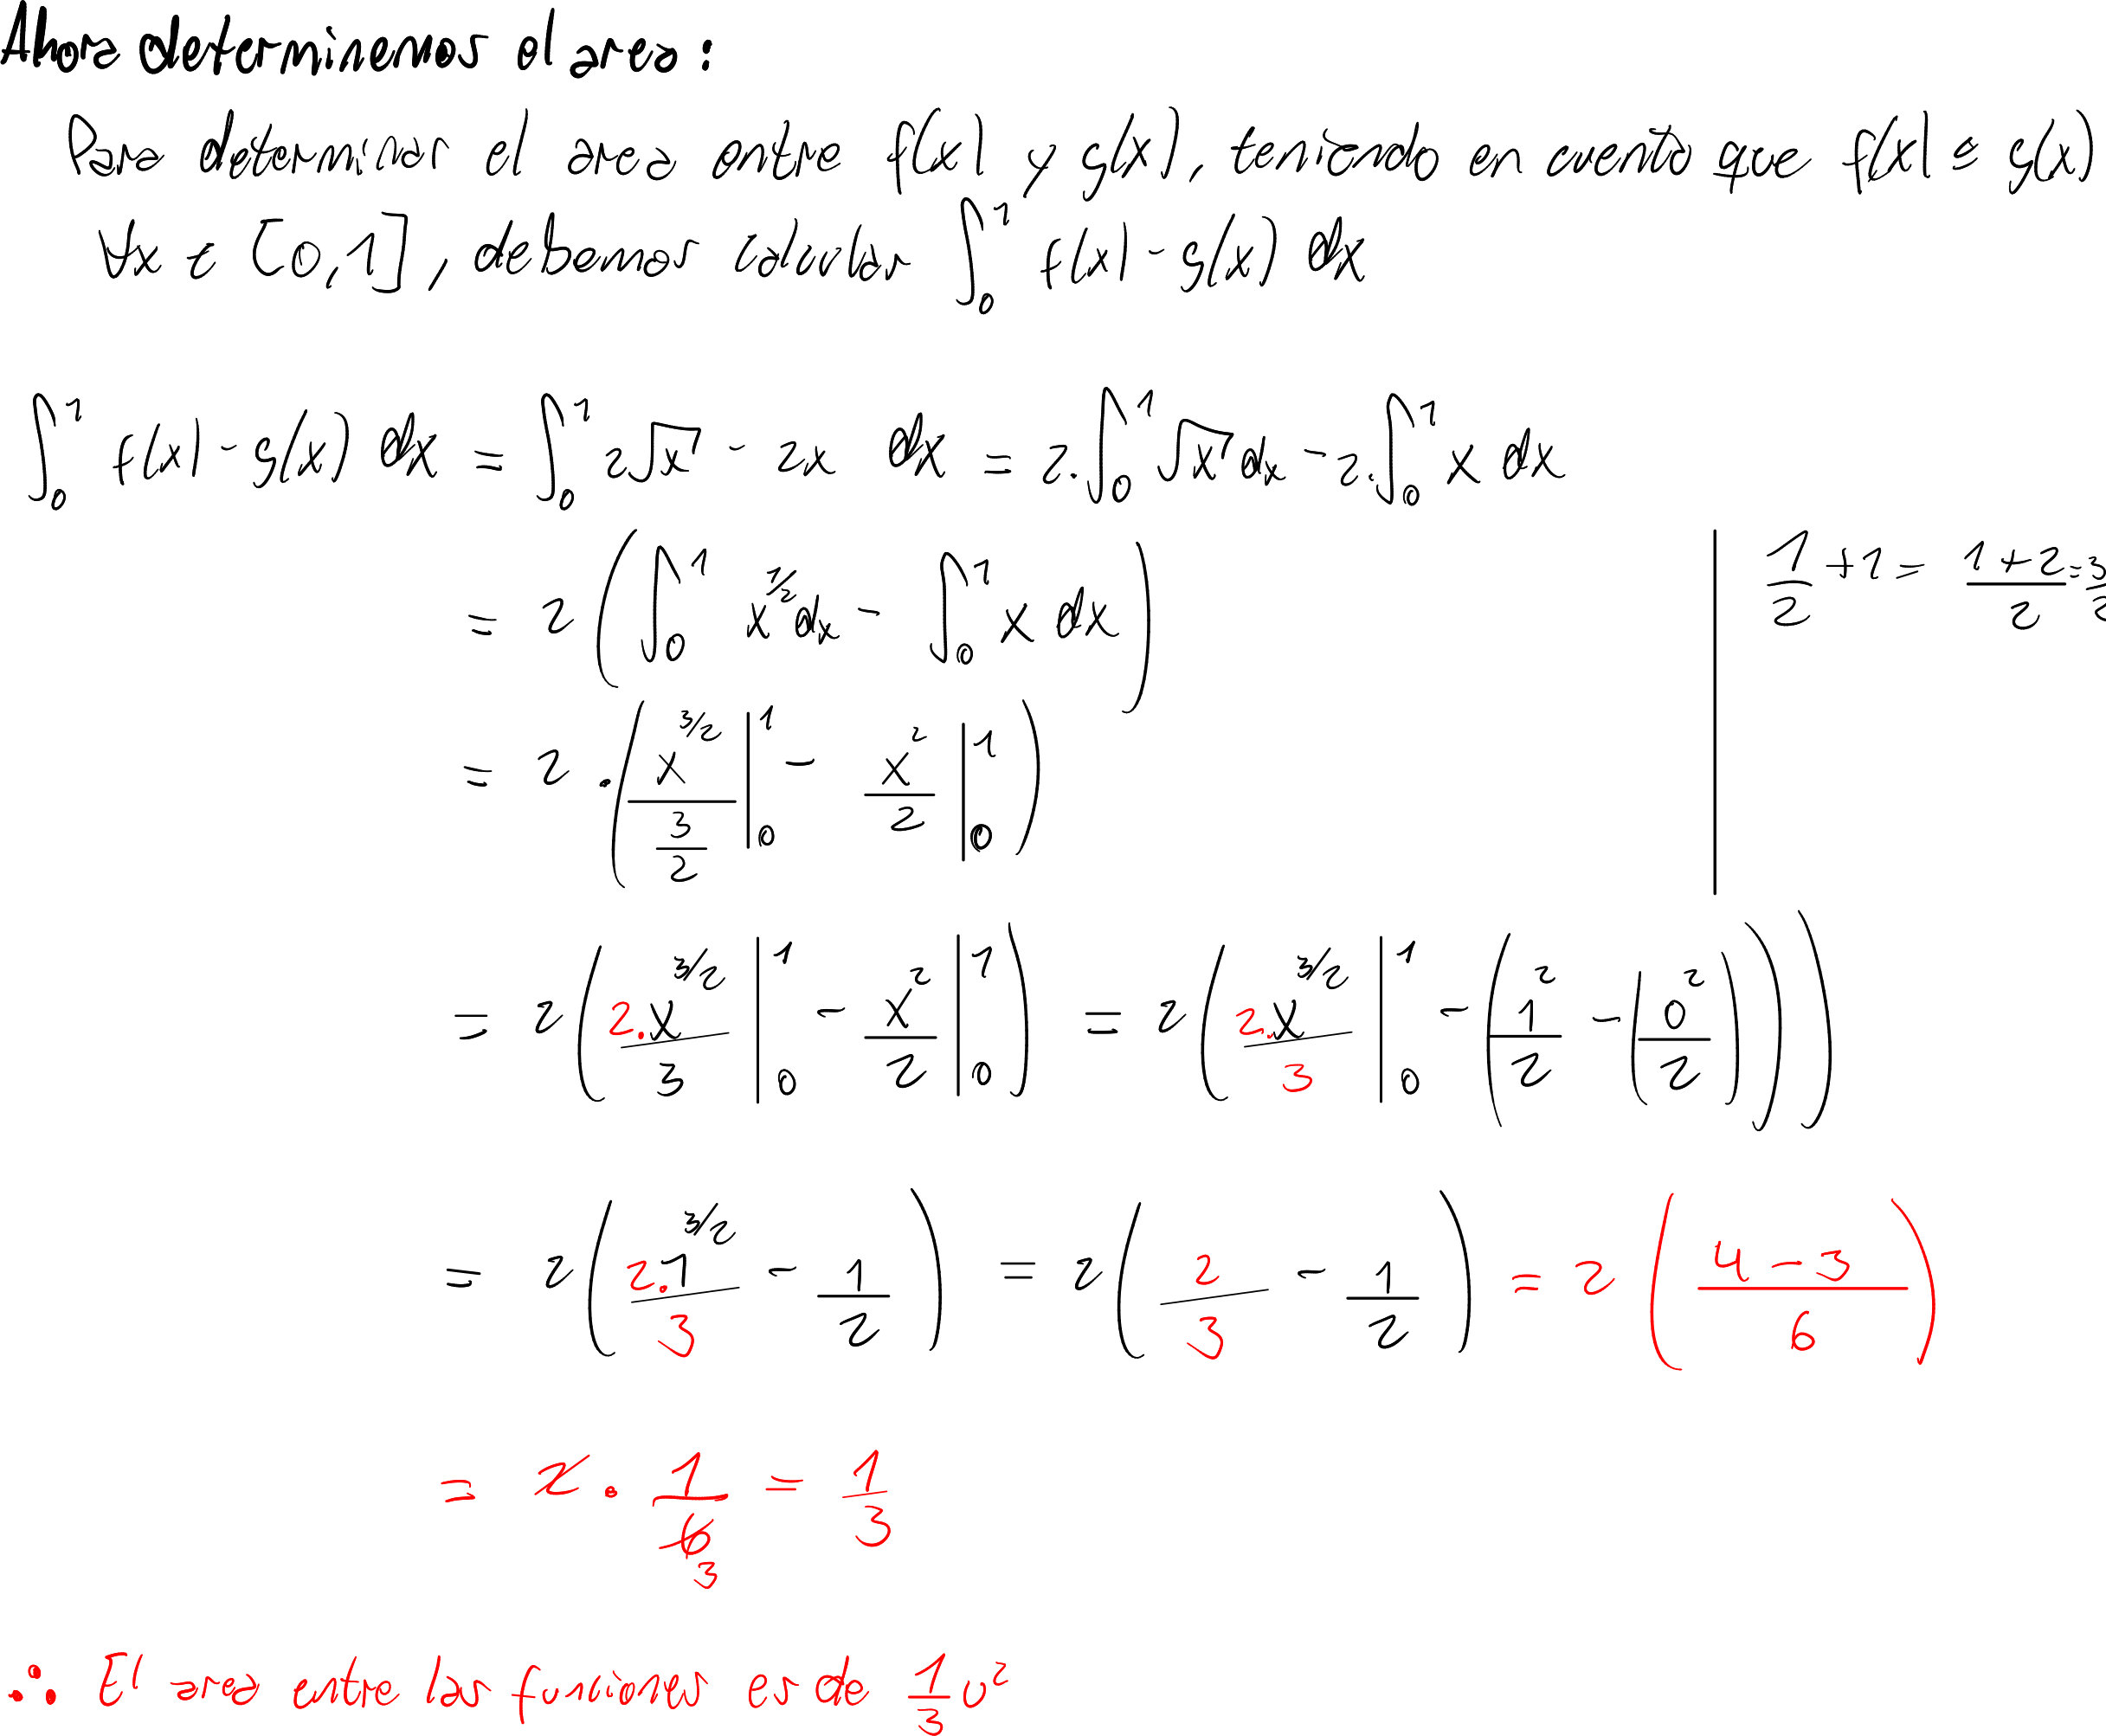 Ahora determinemos el area:
Para determinar el area entre f(x) y g(x), teniendo en cuenta que f(x) ≤ g(x)
∀x ∈ [0,1], debemos calcular ∫₀¹ f(x) - g(x) dx
∫₀¹ f(x) - g(x) dx = ∫₀¹ 2√x - 2x dx = 2·∫₀¹ √x dx - 2·∫₀¹ x dx
= 2(∫₀¹ x^(1/2) dx - ∫₀¹ x dx) | 1/2 + 1 = (1+2)/2 = 3/2
= 2·(x^(3/2)/(3/2) |₀¹ - x²/2 |₀¹)
= 2(2·x^(3/2)/3 |₀¹ - x²/2 |₀¹) = 2(2·x^(3/2)/3 |₀¹ - (1²/2 - (0²/2)))
= 2(2·1^(3/2)/3 - 1/2) = 2(2/3 - 1/2) = 2((4-3)/6)
= 2 · 1/6 3 = 1/3
∴ El area entre las funciones es de 1/3 u²